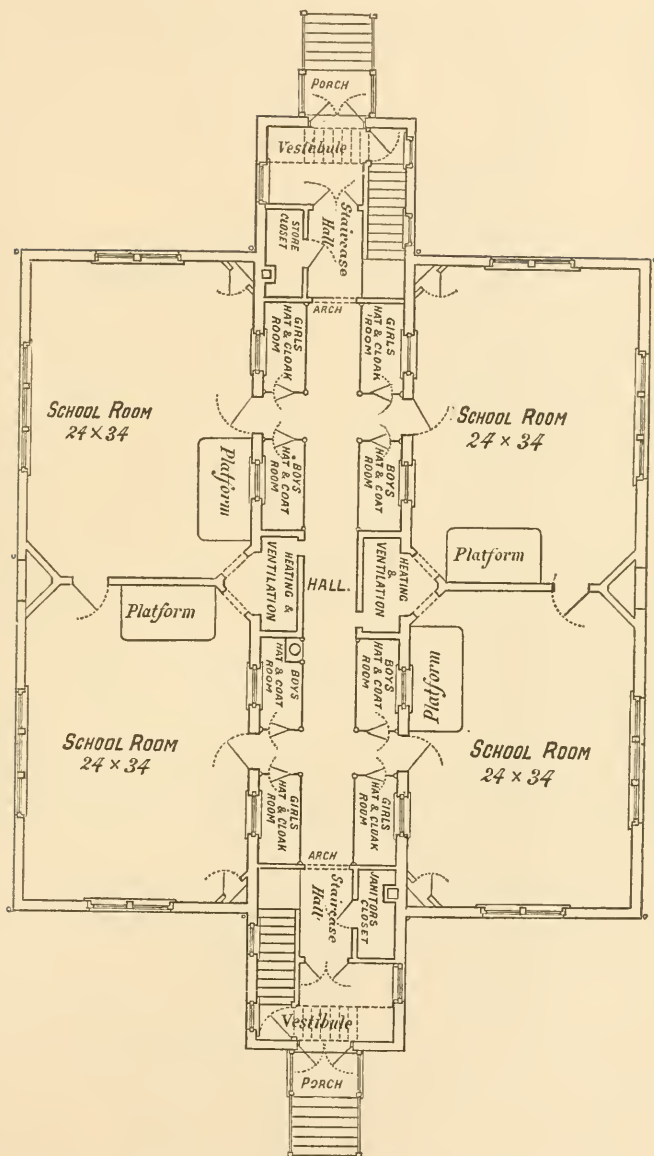 PORCH
Vestibule
Staircase
Hall.
STORE
CLOSET
ARCH
GIRLS
HAT & CLOAK
ROOM
GIRLS
HAT & CLOAK
ROOM
SCHOOL ROOM
24 × 34
SCHOOL ROOM
24 × 34
Platform
BOYS
HAT & COAT
ROOM
BOYS
HAT & COAT
ROOM
Platform
HEATING &
VENTILATION
HALL.
HEATING
&
VENTILATION
Platform
BOYS
HAT & COAT
ROOM
BOYS
HAT & COAT
ROOM
Platform
SCHOOL ROOM
24 × 34
SCHOOL ROOM
24 × 34
GIRLS
HAT & CLOAK
ROOM
GIRLS
HAT & CLOAK
ROOM
ARCH
Staircase
Hall.
JANITORS
CLOSET
Vestibule
PORCH